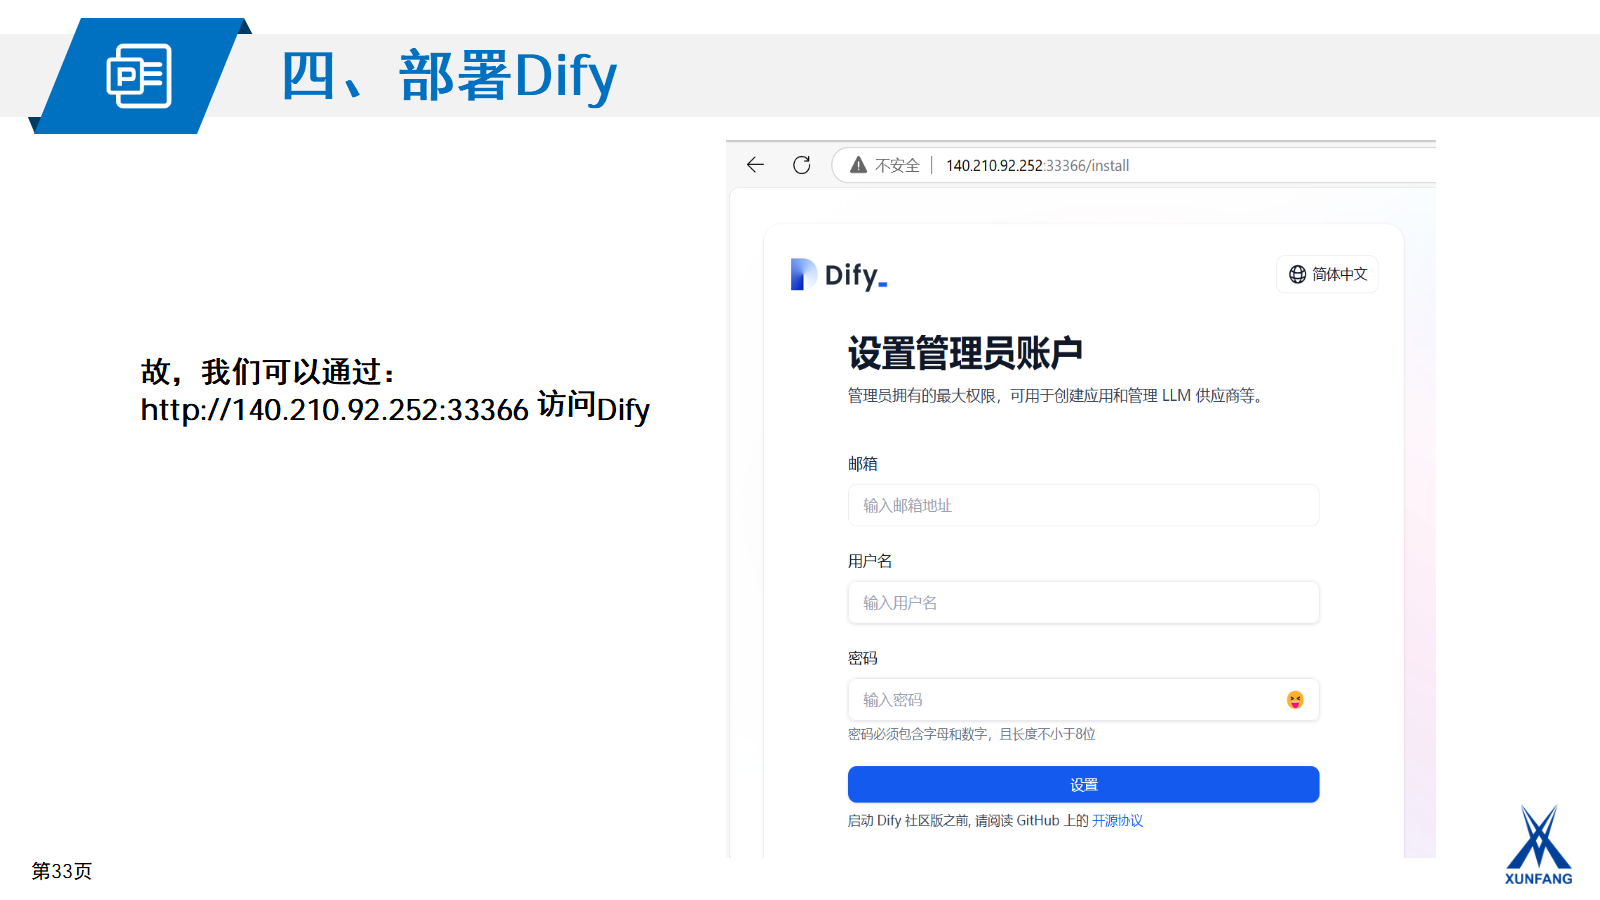 四、部署Dify
故，我们可以通过：
http://140.210.92.252:33366 访问Dify
不安全
140.210.92.252:33366/install
Dify_
简体中文
设置管理员账户
管理员拥有的最大权限，可用于创建应用和管理 LLM 供应商等。
邮箱
输入邮箱地址
用户名
输入用户名
密码
输入密码
密码必须包含字母和数字，且长度不小于8位
设置
启动 Dify 社区版之前, 请阅读 GitHub 上的 开源协议
第33页
XUNFANG